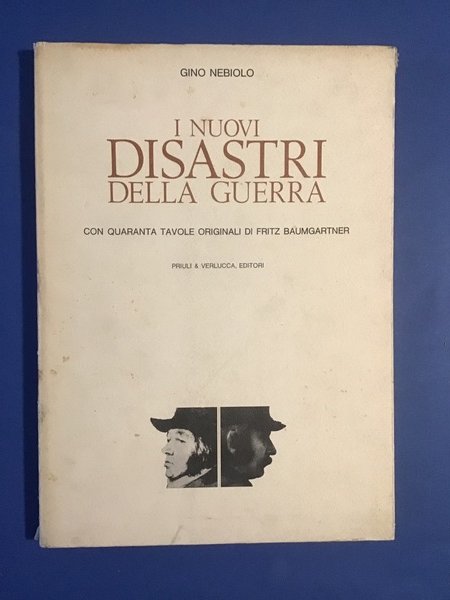 GINO NEBIOLO
I NUOVI
DISASTRI
DELLA GUERRA
CON QUARANTA TAVOLE ORIGINALI DI FRITZ BAUMGARTNER
PRIULI & VERLUCCA, EDITORI